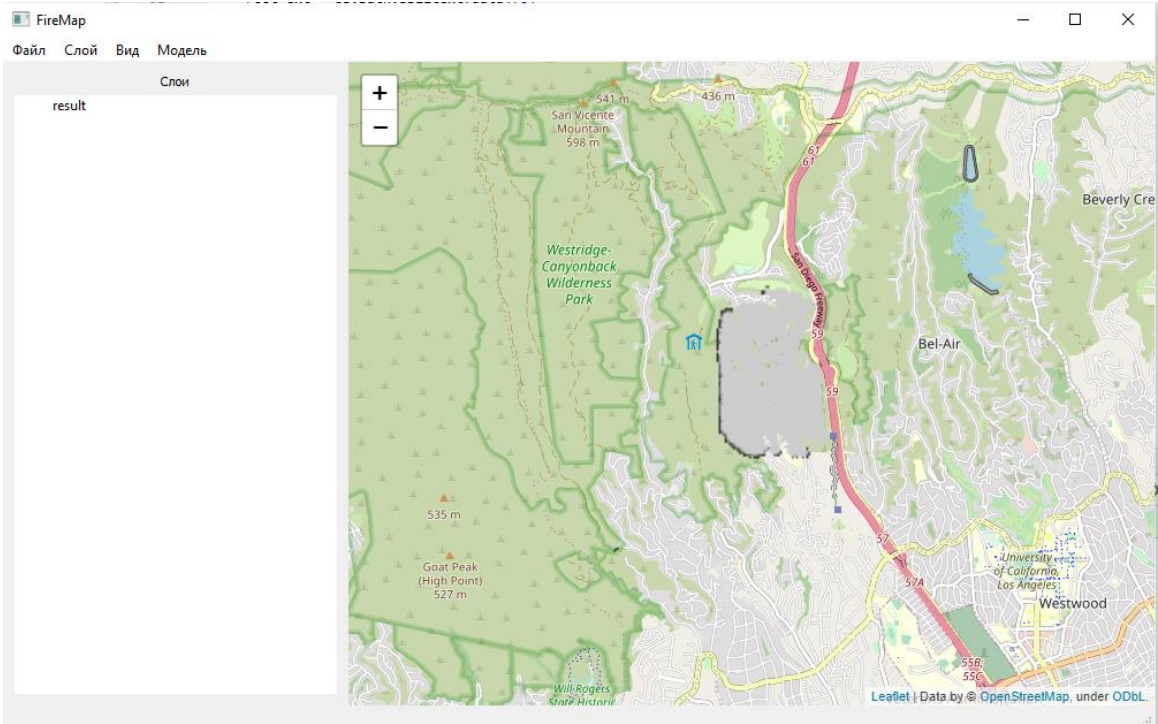 FireMap
Файл Слой Вид Модель
Слои
result
+
−
541 m
436 m
San Vicente
Mountain
598 m
61
61
Beverly Cre
Westridge-
Canyonback
Wilderness
Park
San Diego Freeway
59
Bel-Air
59
535 m
Goat Peak
(High Point)
527 m
57
57A
University
of California,
Los Angeles
Westwood
55B;
55C
Will Rogers
State Historic
Leaflet | Data by © OpenStreetMap, under ODbL.